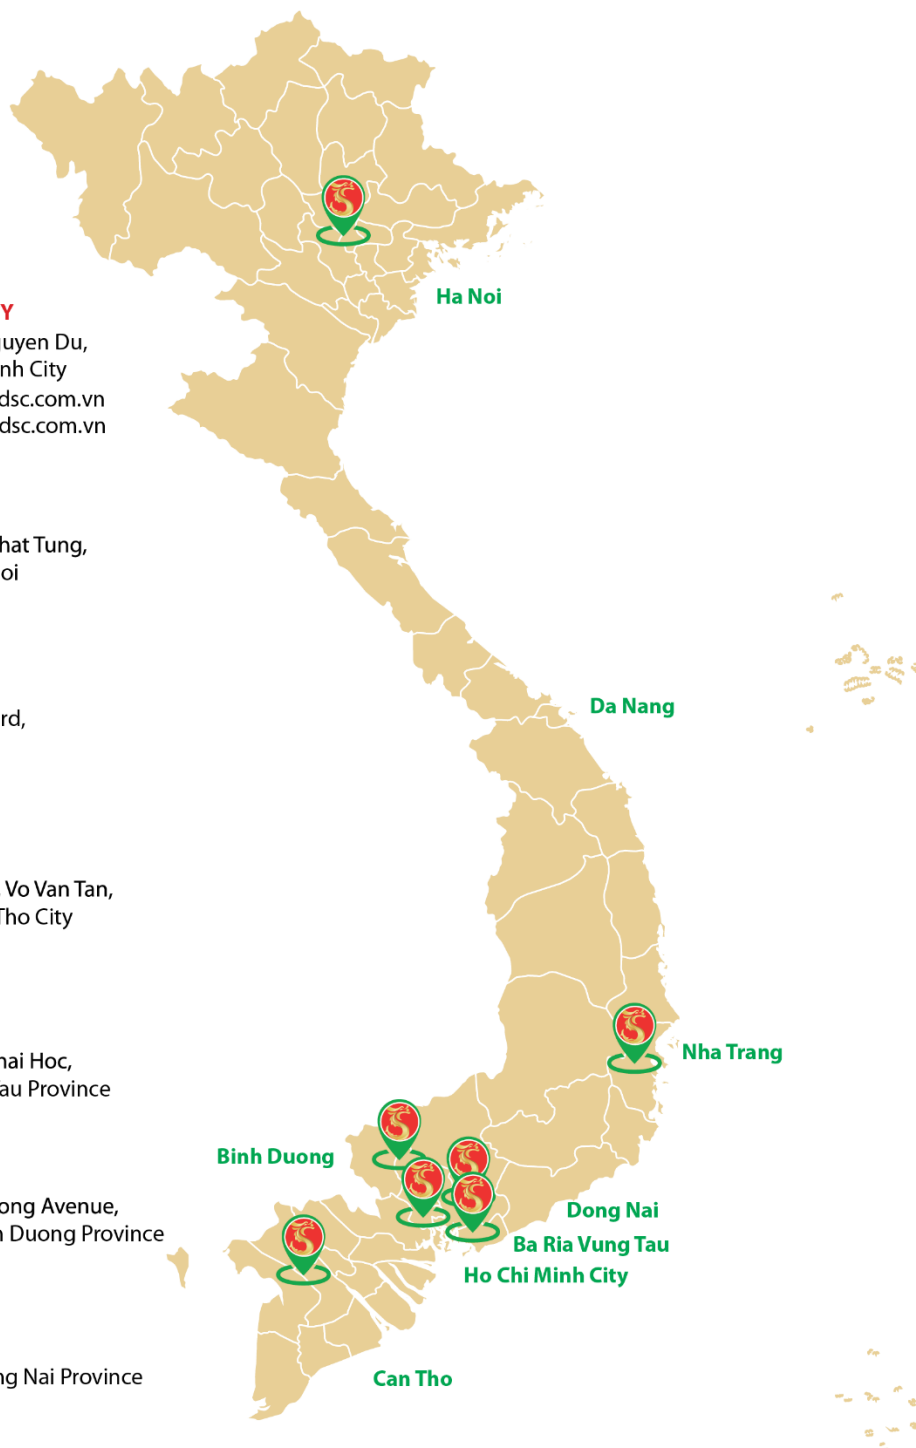 Y
guyen Du,
nh City
dsc.com.vn
dsc.com.vn
hat Tung,
oi
rd,
Vo Van Tan,
Tho City
hai Hoc,
Tau Province
ong Avenue,
h Duong Province
ng Nai Province
Ha Noi
Da Nang
Nha Trang
Binh Duong
Dong Nai
Ba Ria Vung Tau
Ho Chi Minh City
Can Tho